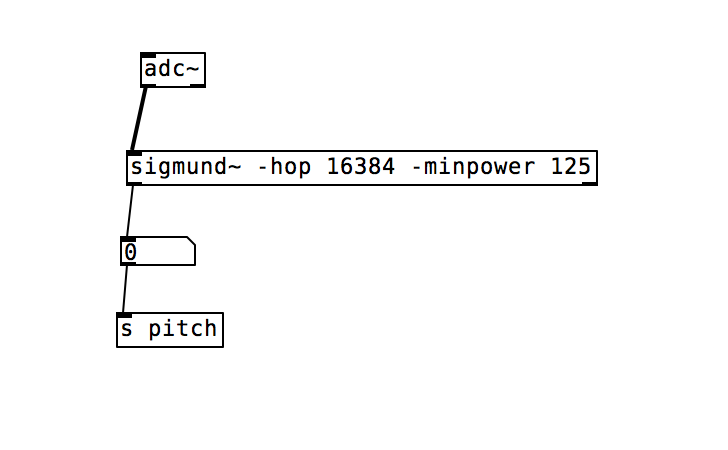 adc~
sigmund~ -hop 16384 -minpower 125
0
s pitch